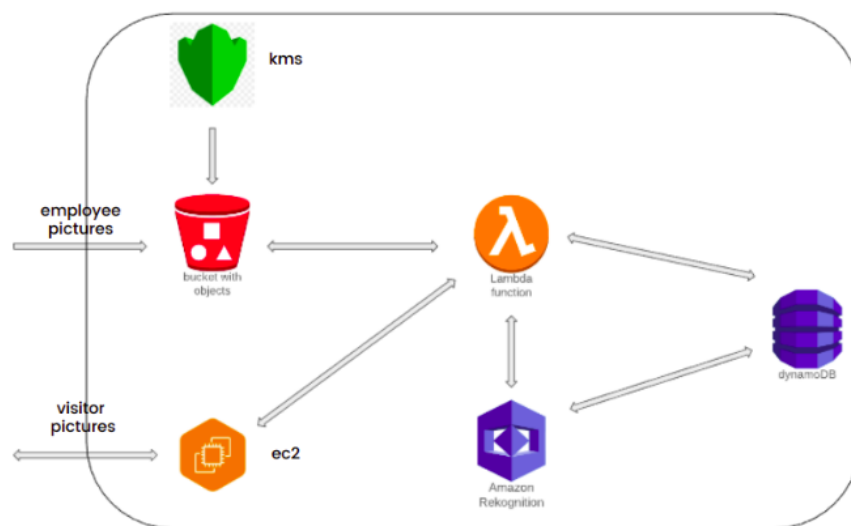 kms
employee
pictures
bucket with
objects
Lambda
function
dynamoDB
visitor
pictures
ec2
Amazon
Rekognition